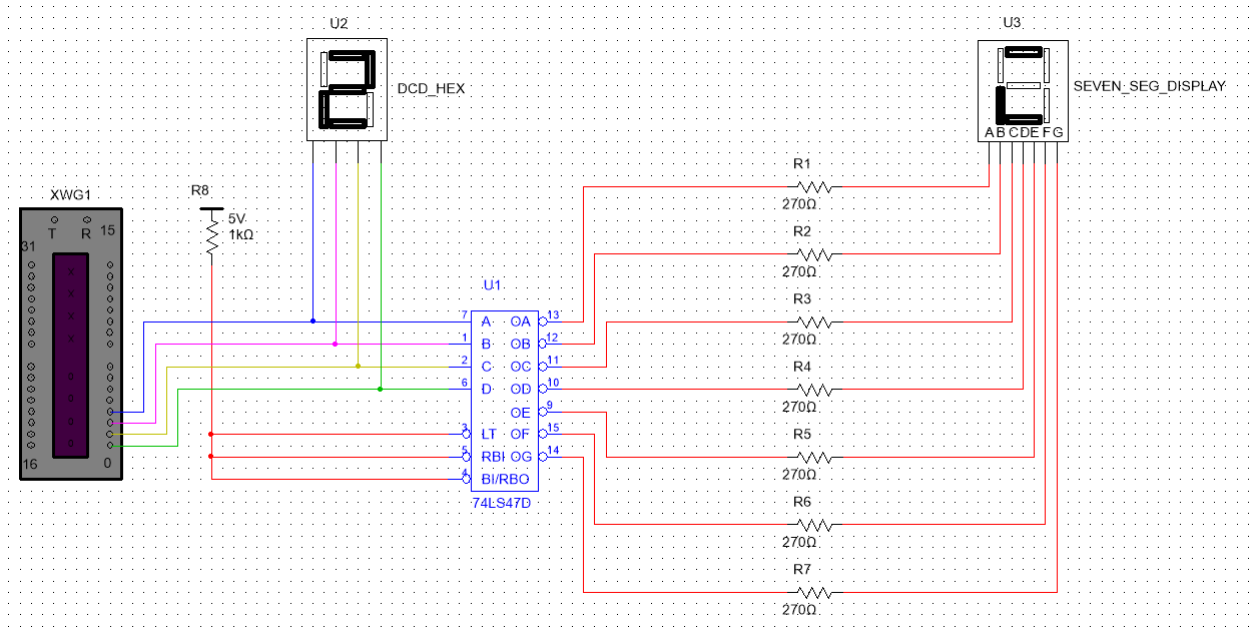 U2
DCD_HEX
U3
SEVEN_SEG_DISPLAY
A B C D E F G
XWG1
T R
31
15
X
X
X
X
O
O
O
O
16
0
R8
5V
1kΩ
U1
7 A OA 13
1 B OB 12
2 C OC 11
6 D OD 10
OE 9
3 LT OF 15
5 RBI OG 14
4 BI/RBO
74LS47D
R1
270Ω
R2
270Ω
R3
270Ω
R4
270Ω
R5
270Ω
R6
270Ω
R7
270Ω